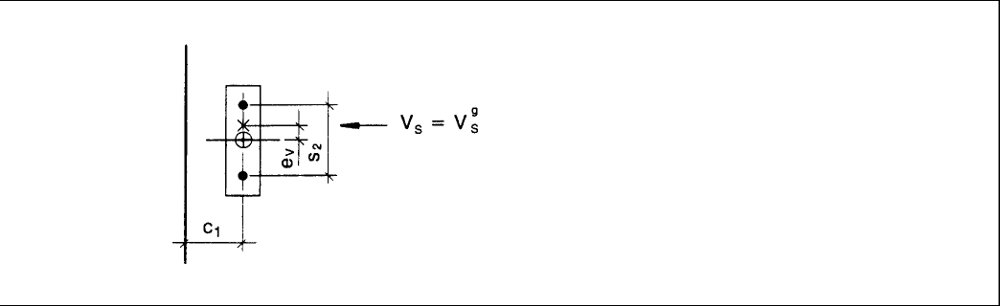 V_s = V_s^g
e_v
s_2
c_1